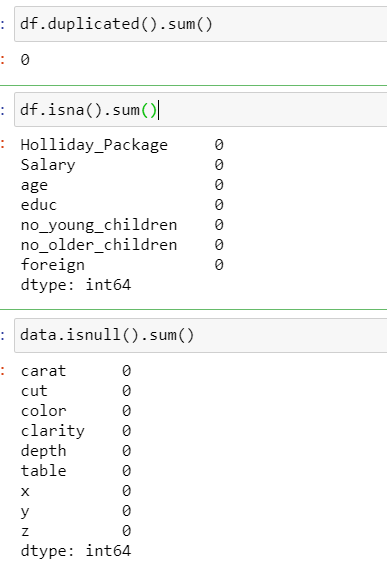 : df.duplicated().sum()
: 0
: df.isna().sum()
: Holliday_Package 0
Salary 0
age 0
educ 0
no_young_children 0
no_older_children 0
foreign 0
dtype: int64
: data.isnull().sum()
: carat 0
cut 0
color 0
clarity 0
depth 0
table 0
x 0
y 0
z 0
dtype: int64